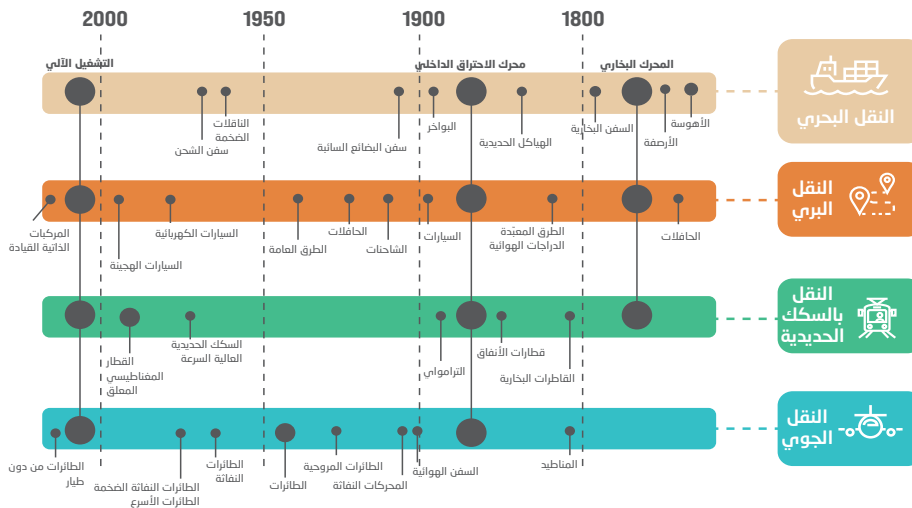 1800
1900
1950
2000
المحرك البخاري
محرك الاحتراق الداخلي
التشغيل الآلي
النقل البحري
الأهوسة
الأرصفة
السفن البخارية
الهياكل الحديدية
البواخر
سفن البضائع السائبة
الناقلات
الضخمة
سفن الشحن
النقل
البري
الحافلات
الطرق المعبّدة
الدراجات الهوائية
السيارات
الشاحنات
الحافلات
الطرق العامة
السيارات الكهربائية
السيارات الهجينة
المركبات
الذاتية القيادة
النقل
بالسكك
الحديدية
القاطرات البخارية
قطارات الأنفاق
الترامواي
السكك الحديدية
العالية السرعة
القطار
المغناطيسي
المعلق
النقل
الجوي
المناطيد
السفن الهوائية
المحركات النفاثة
الطائرات المروحية
الطائرات
الطائرات
النفاثة
الطائرات النفاثة الضخمة
الطائرات الأسرع
الطائرات من دون
طيار